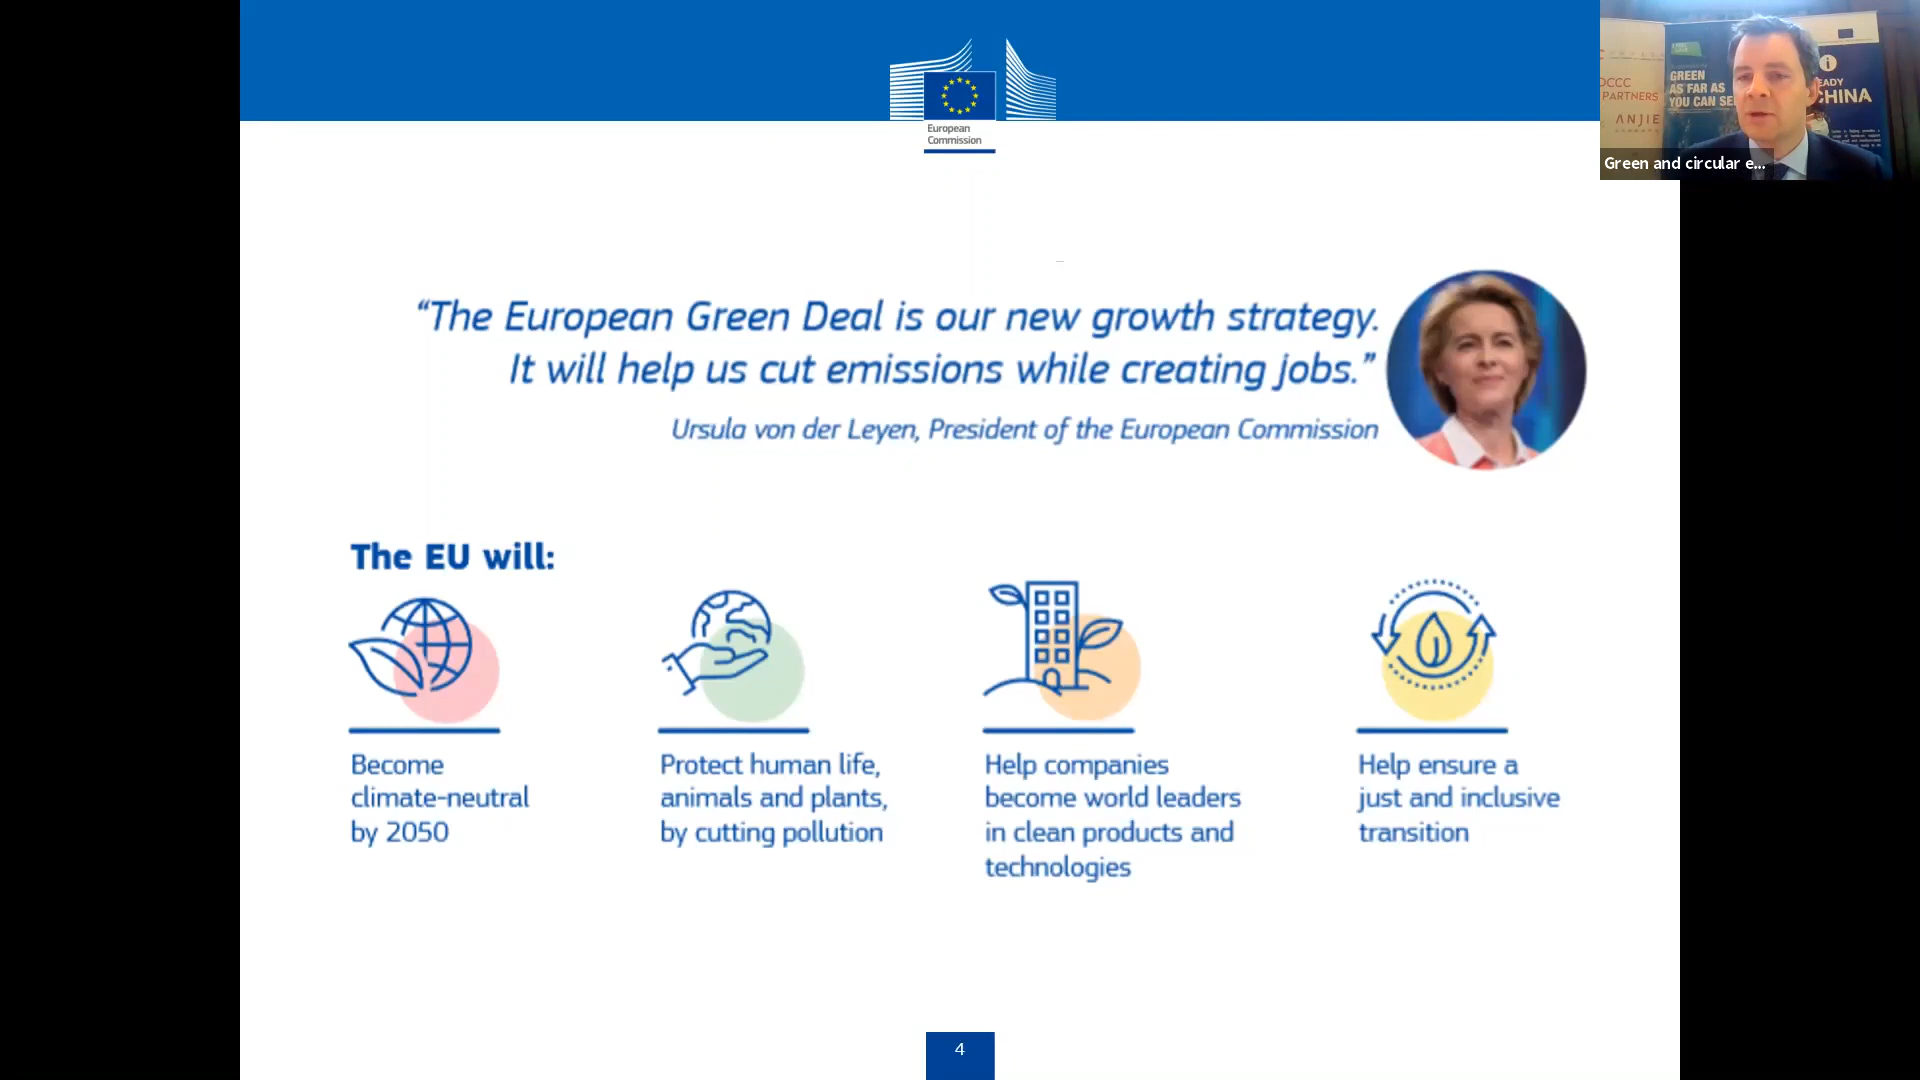 European
Commission
GREEN
AS FAR AS
YOU CAN SE
DCCC
PARTNERS
ANJIE
EADY
CHINA
Green and circular e...
“The European Green Deal is our new growth strategy.
It will help us cut emissions while creating jobs.”
Ursula von der Leyen, President of the European Commission
The EU will:
Become
climate-neutral
by 2050
Protect human life,
animals and plants,
by cutting pollution
Help companies
become world leaders
in clean products and
technologies
Help ensure a
just and inclusive
transition
4